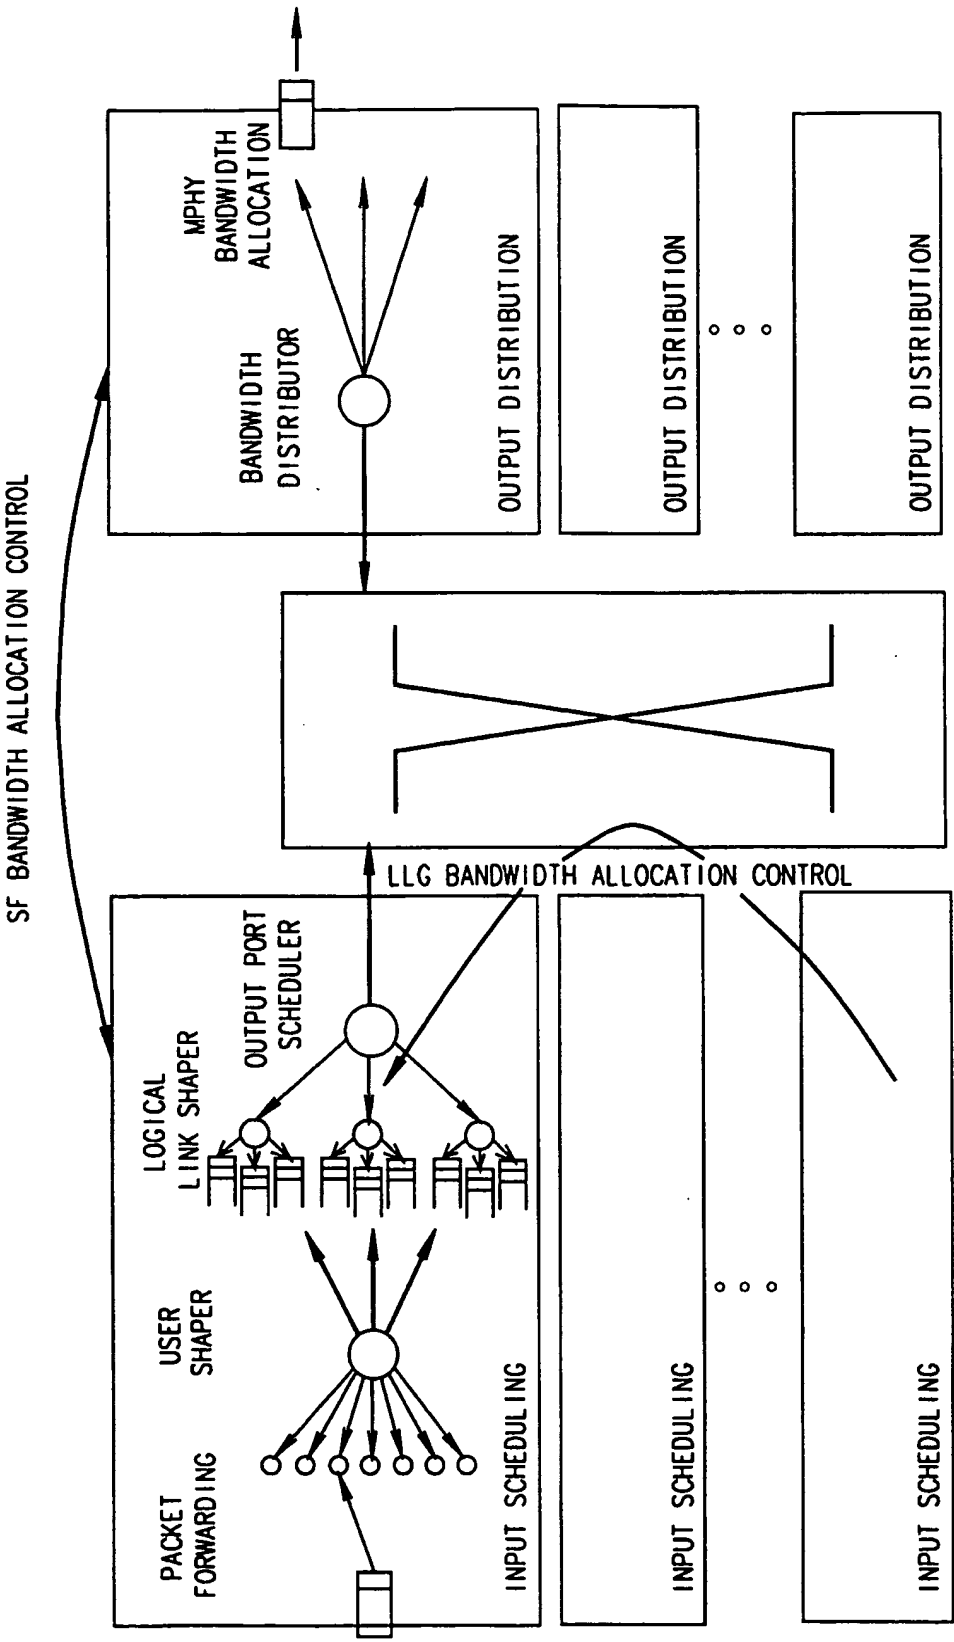 SF BANDWIDTH ALLOCATION CONTROL
PACKET
FORWARDING
USER
SHAPER
LOGICAL
LINK SHAPER
OUTPUT PORT
SCHEDULER
INPUT SCHEDULING
INPUT SCHEDULING
INPUT SCHEDULING
LLG BANDWIDTH ALLOCATION CONTROL
BANDWIDTH
DISTRIBUTOR
MPHY
BANDWIDTH
ALLOCATION
OUTPUT DISTRIBUTION
OUTPUT DISTRIBUTION
OUTPUT DISTRIBUTION